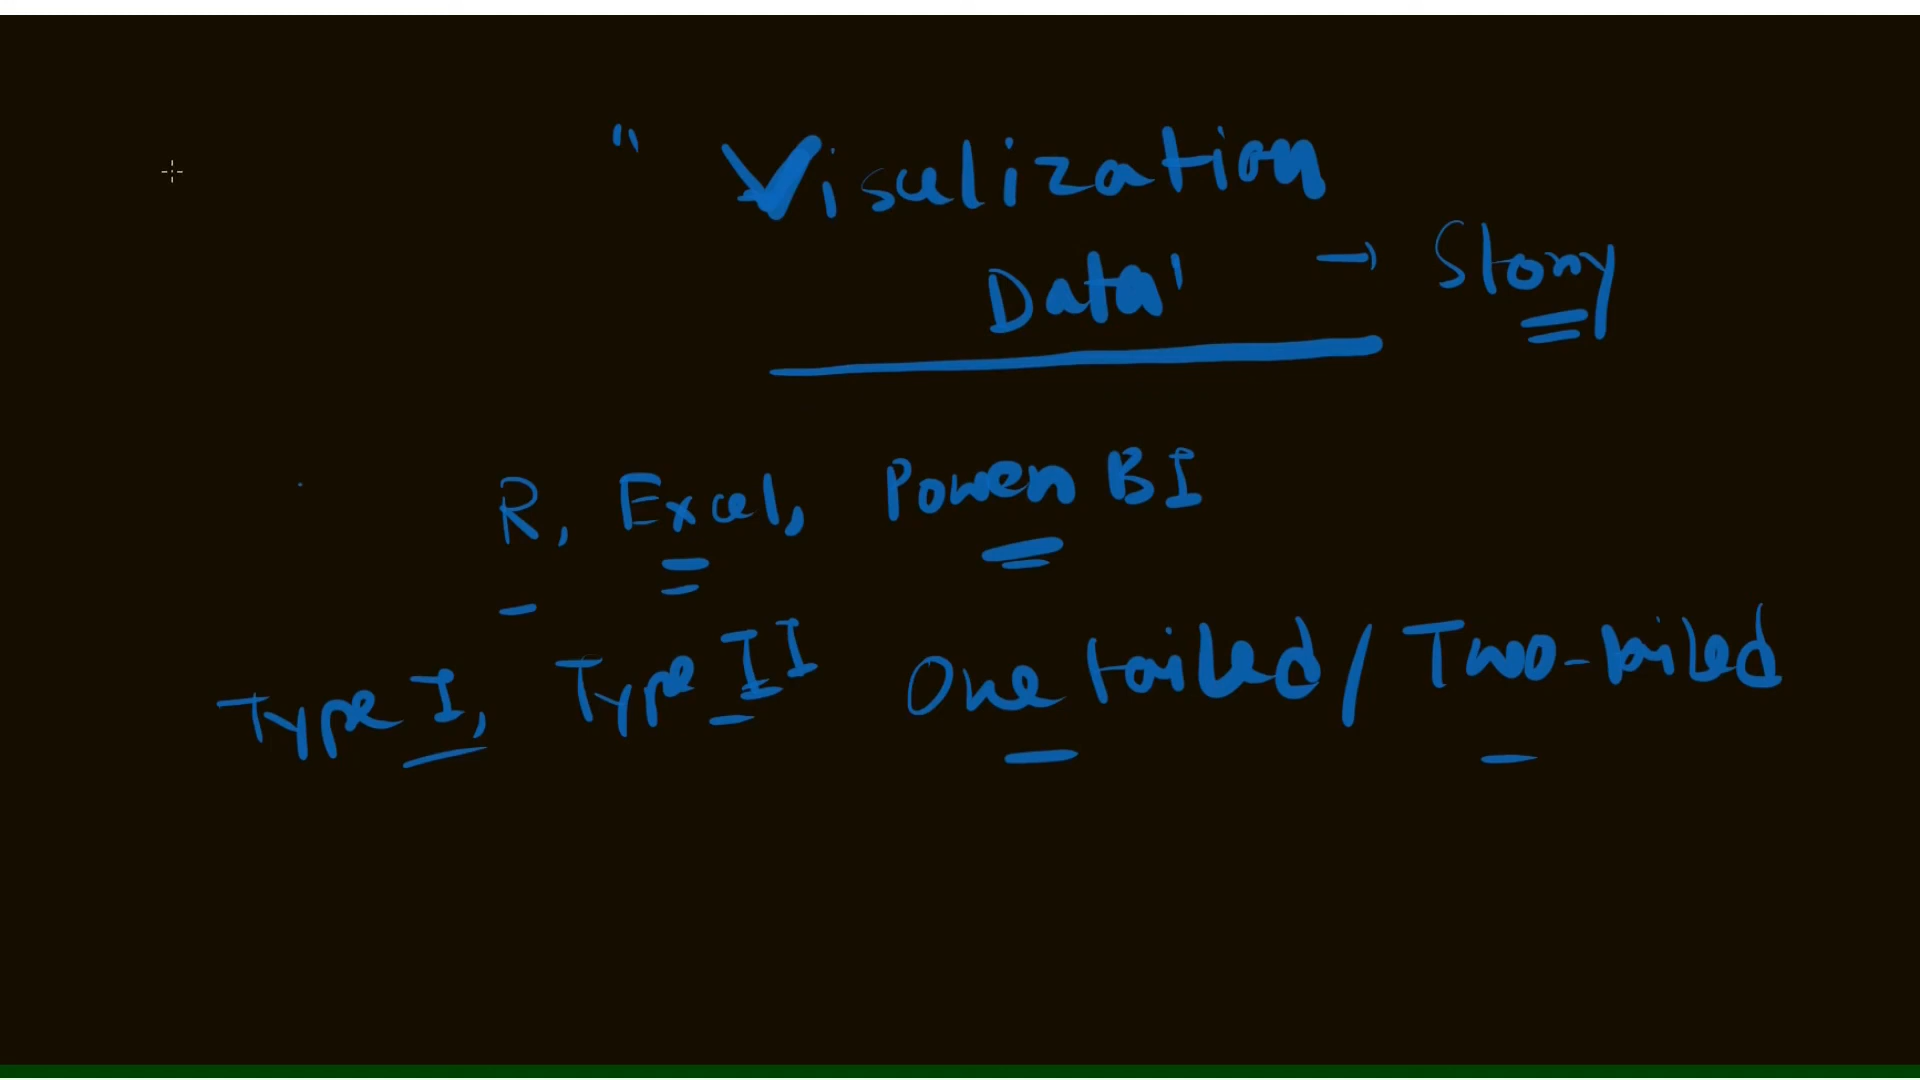 " Visulization
Data' → Story
R, Excel, Power BI
Type I, Type II One tailed / Two-tailed